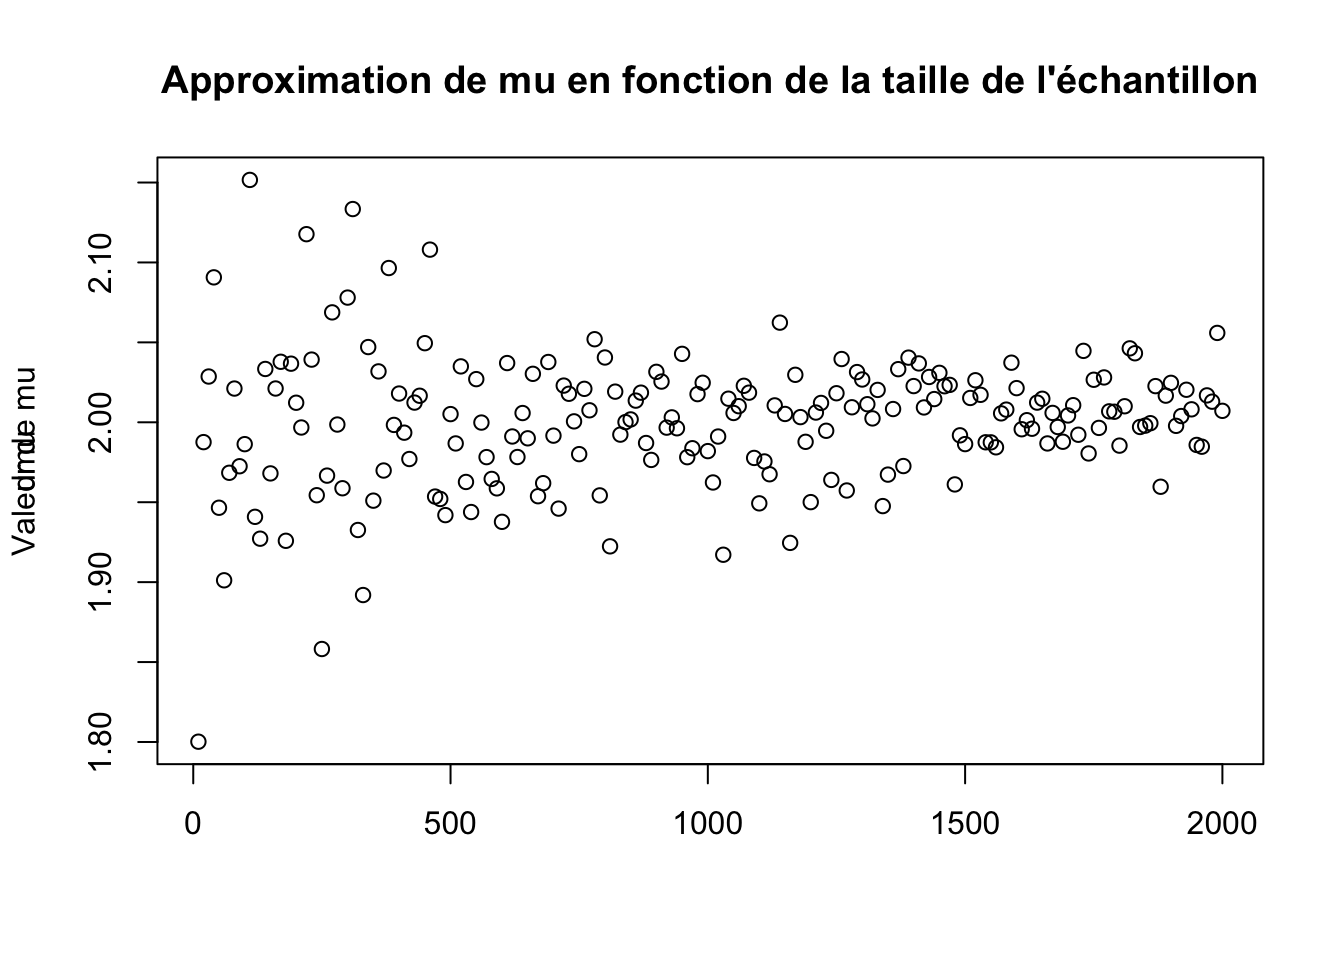 Approximation de mu en fonction de la taille de l'échantillon
mu
2.10
2.00
1.90
1.80
0 500 1000 1500 2000